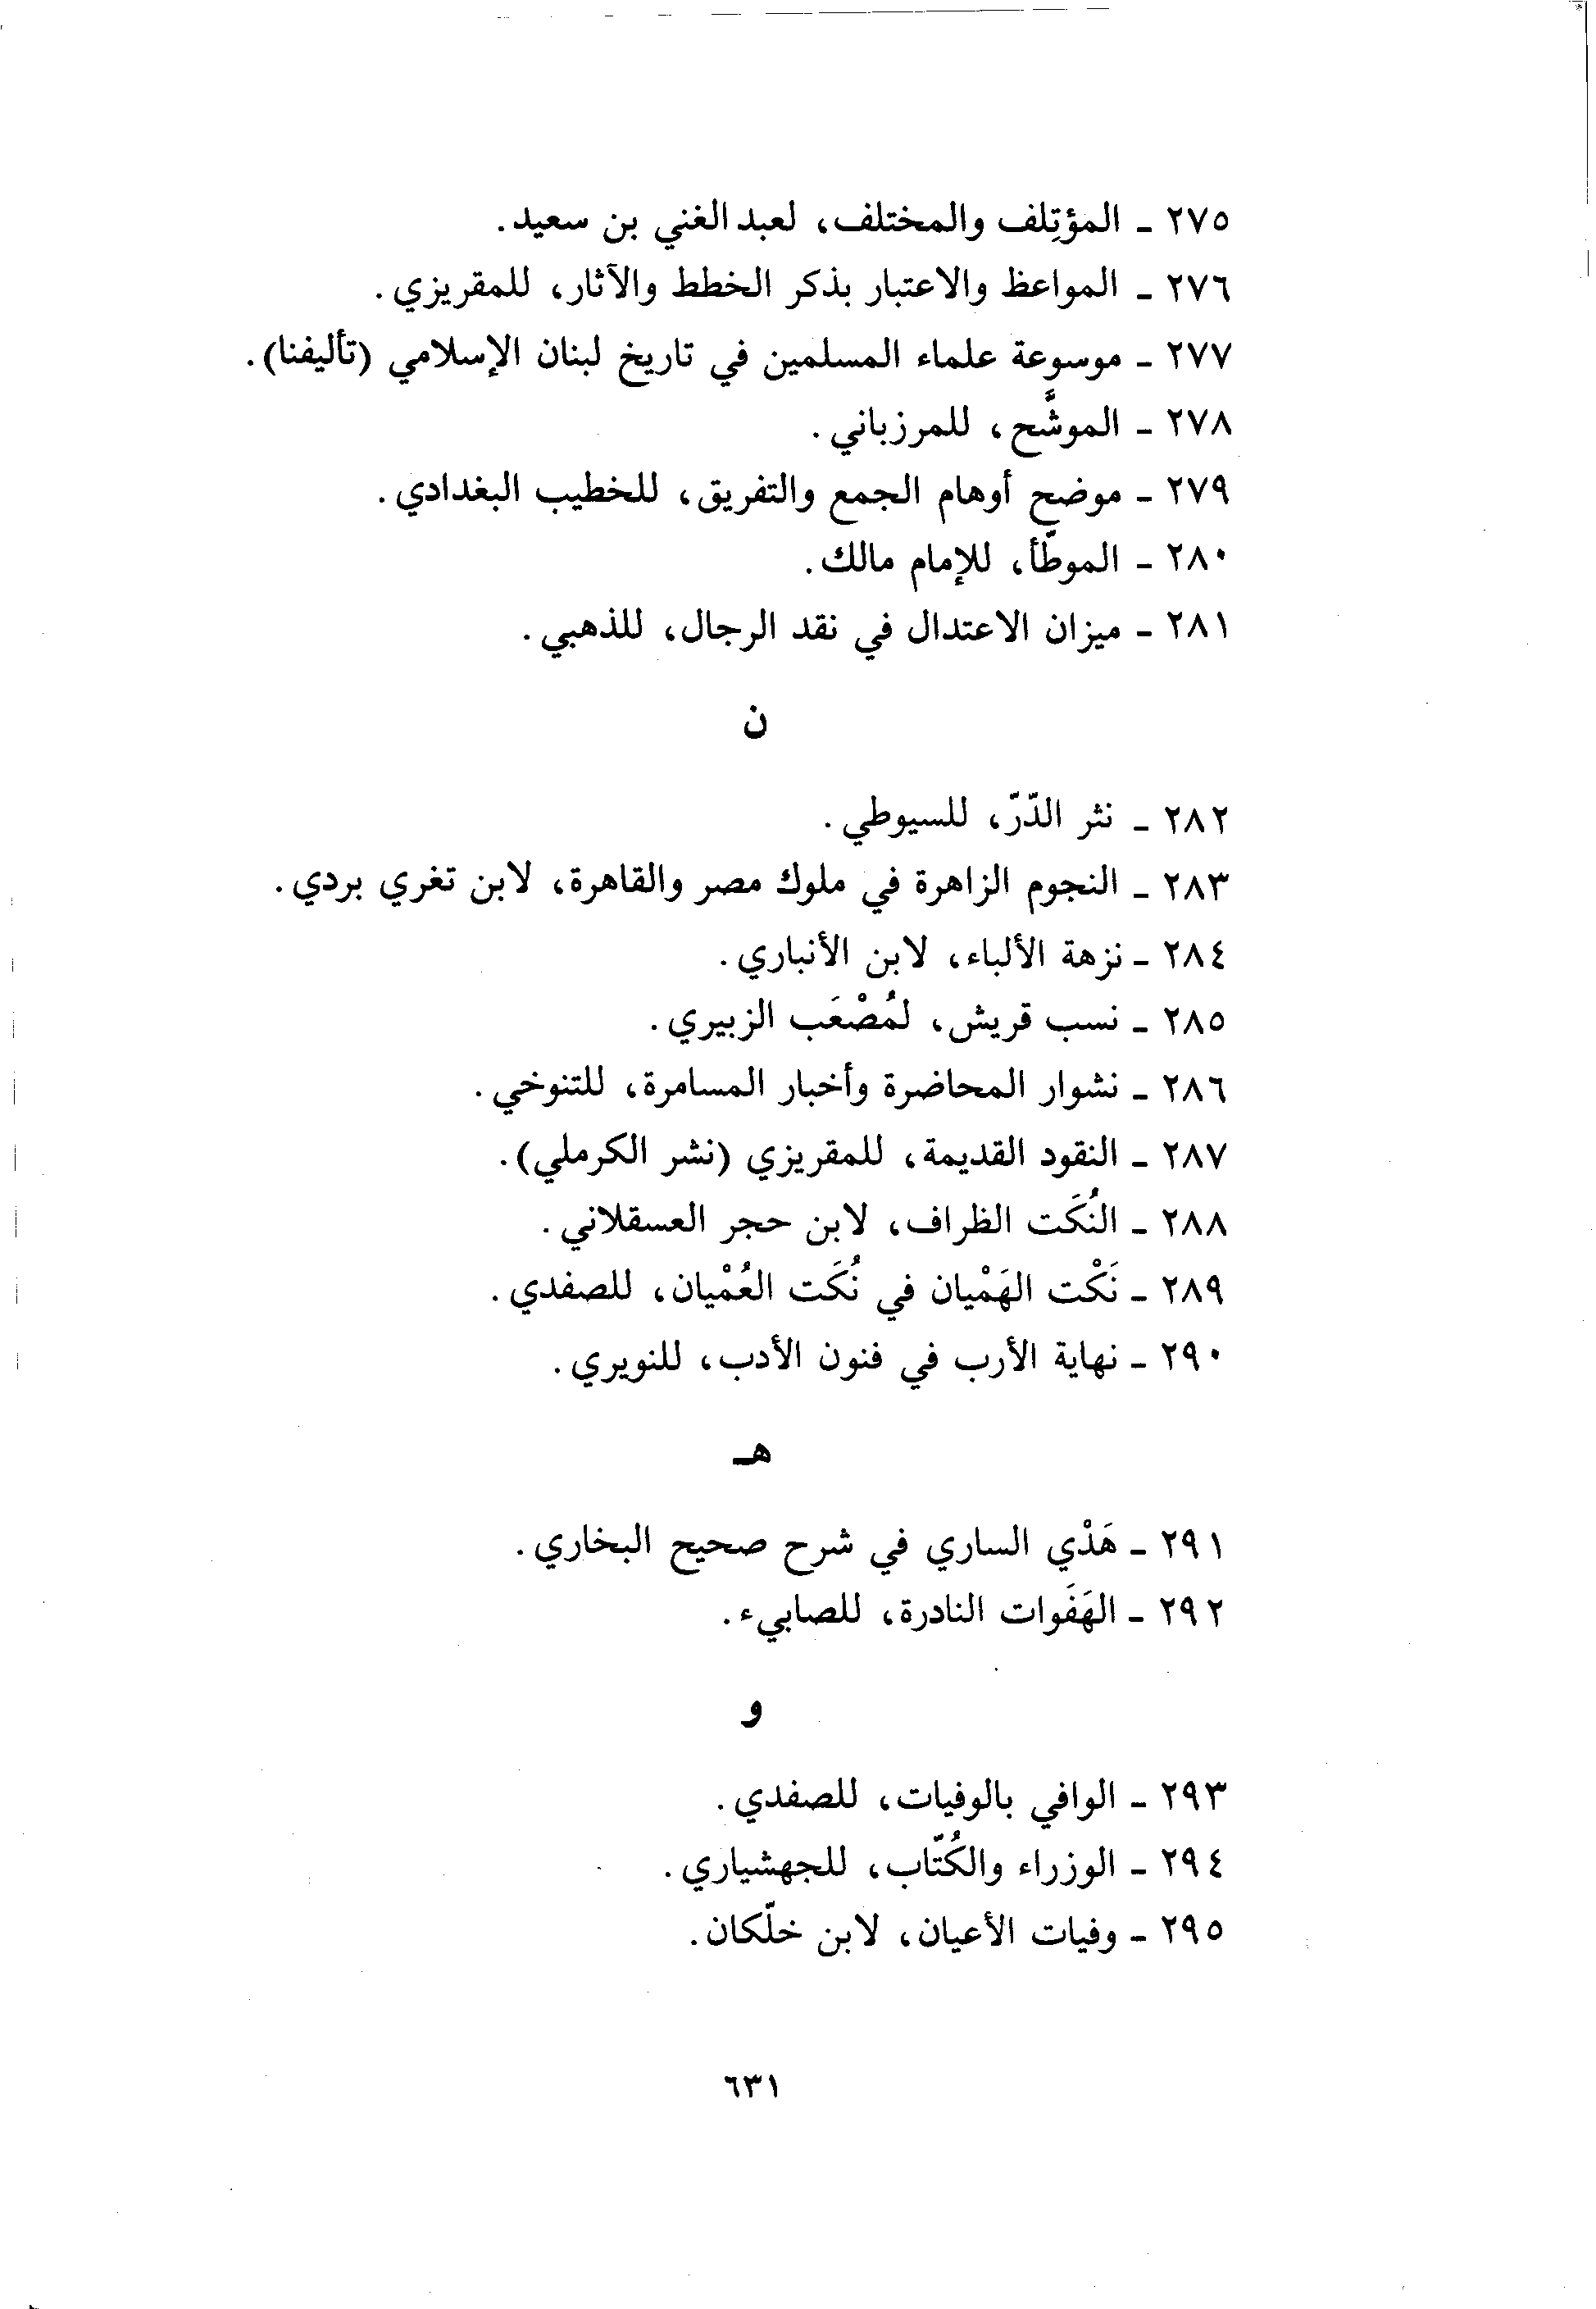 ٢٧٥ - المؤتِلف والمختلف، لعبد الغني بن سعيد.
٢٧٦ - المواعظ والاعتبار بذكر الخطط والآثار، للمقريزي.
٢٧٧ - موسوعة علماء المسلمين في تاريخ لبنان الإسلامي (تأليفنا).
٢٧٨ - الموشَّح، للمرزباني.
٢٧٩ - موضح أوهام الجمع والتفريق، للخطيب البغدادي.
٢٨٠ - الموطّأ، للإمام مالك.
٢٨١ - ميزان الاعتدال في نقد الرجال، للذهبي.
ن
٢٨٢ - نثر الدّرّ، للسيوطي.
٢٨٣ - النجوم الزاهرة في ملوك مصر والقاهرة، لابن تغري بردي.
٢٨٤ - نزهة الألباء، لابن الأنباري.
٢٨٥ - نسب قريش، لمُصْعَب الزبيري.
٢٨٦ - نشوار المحاضرة وأخبار المسامرة، للتنوخي.
٢٨٧ - النقود القديمة، للمقريزي (نشر الكرملي).
٢٨٨ - النُكَت الظراف، لابن حجر العسقلاني.
٢٨٩ - نَكْت الهَمْيان في نُكَت العُمْيان، للصفدي.
٢٩٠ - نهاية الأرب في فنون الأدب، للنويري.
هـ
٢٩١ - هَدْي الساري في شرح صحيح البخاري.
٢٩٢ - الهَفَوات النادرة، للصابيء.
و
٢٩٣ - الوافي بالوفيات، للصفدي.
٢٩٤ - الوزراء والكُتّاب، للجهشياري.
٢٩٥ - وفيات الأعيان، لابن خلّكان.
٦٣١